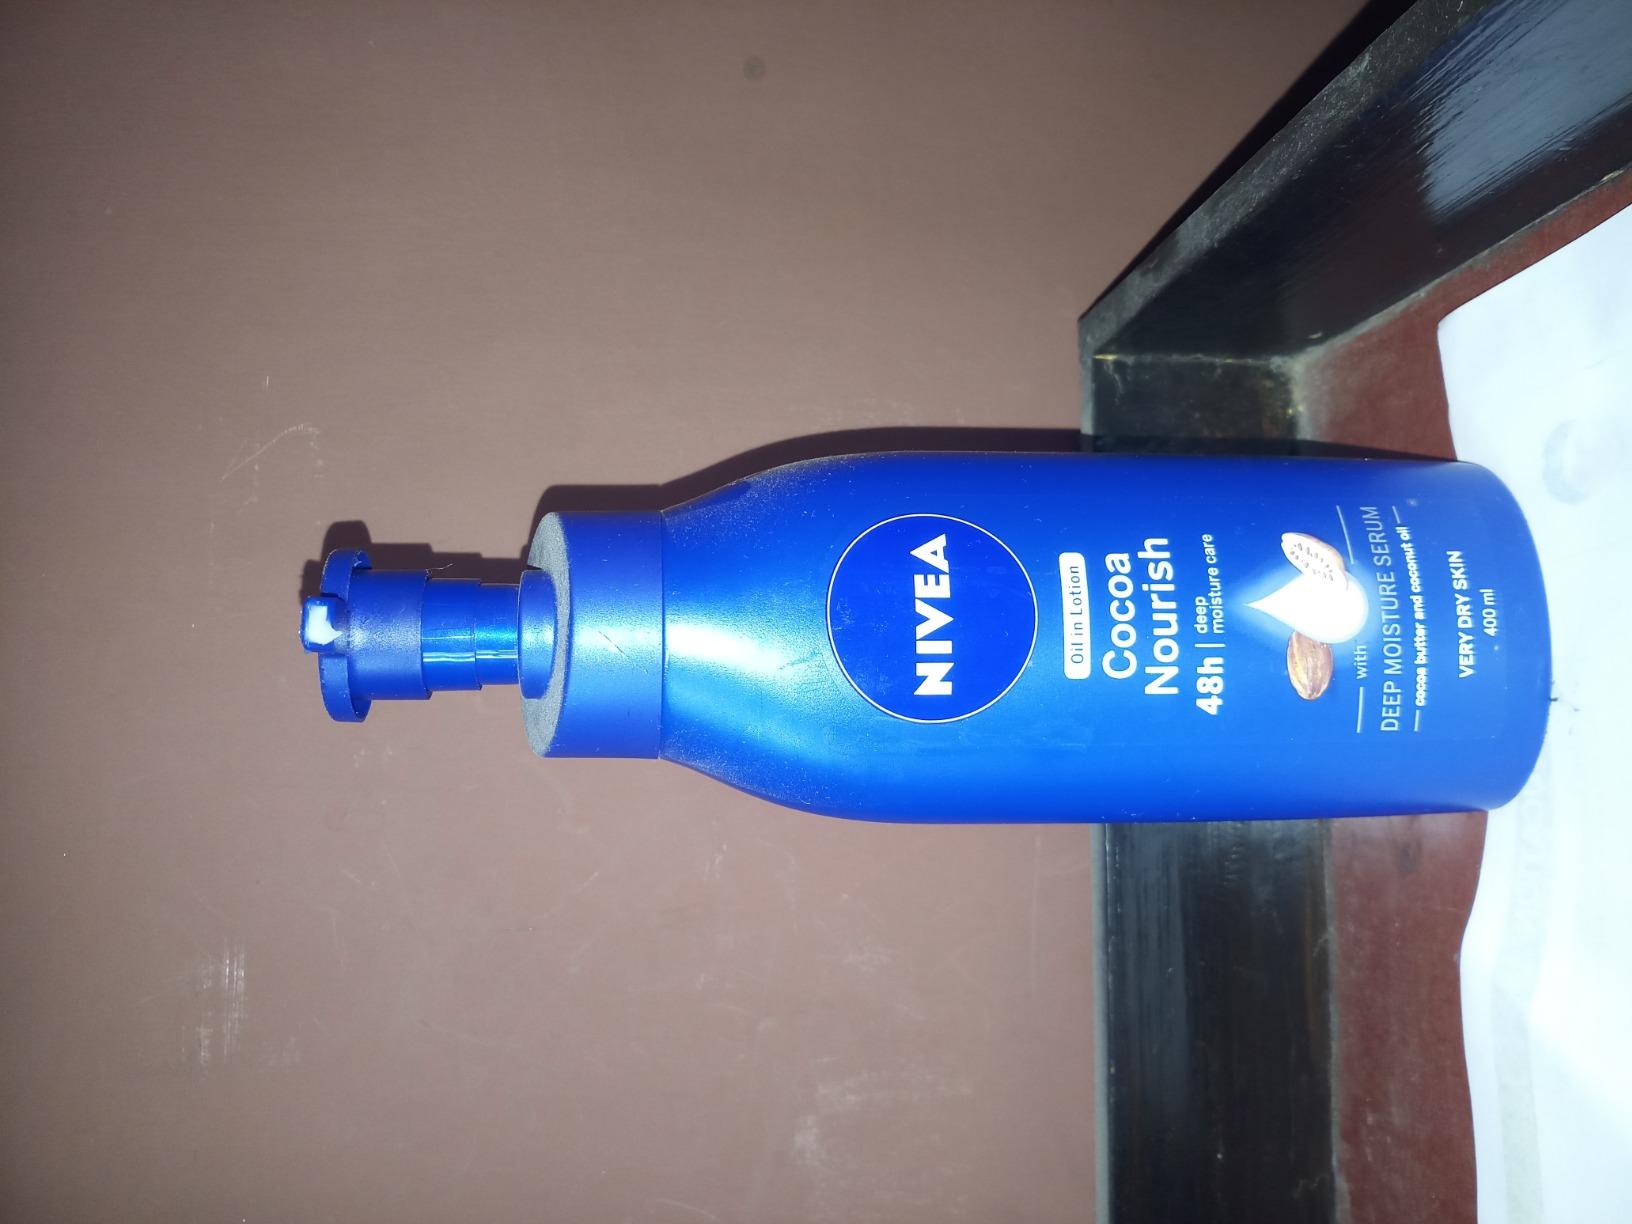 NIVEA
Oil in Lotion
Cocoa
Nourish
48h | deep
moisture care
with
DEEP MOISTURE SERUM
cocoa butter and coconut oil
VERY DRY SKIN
400 ml